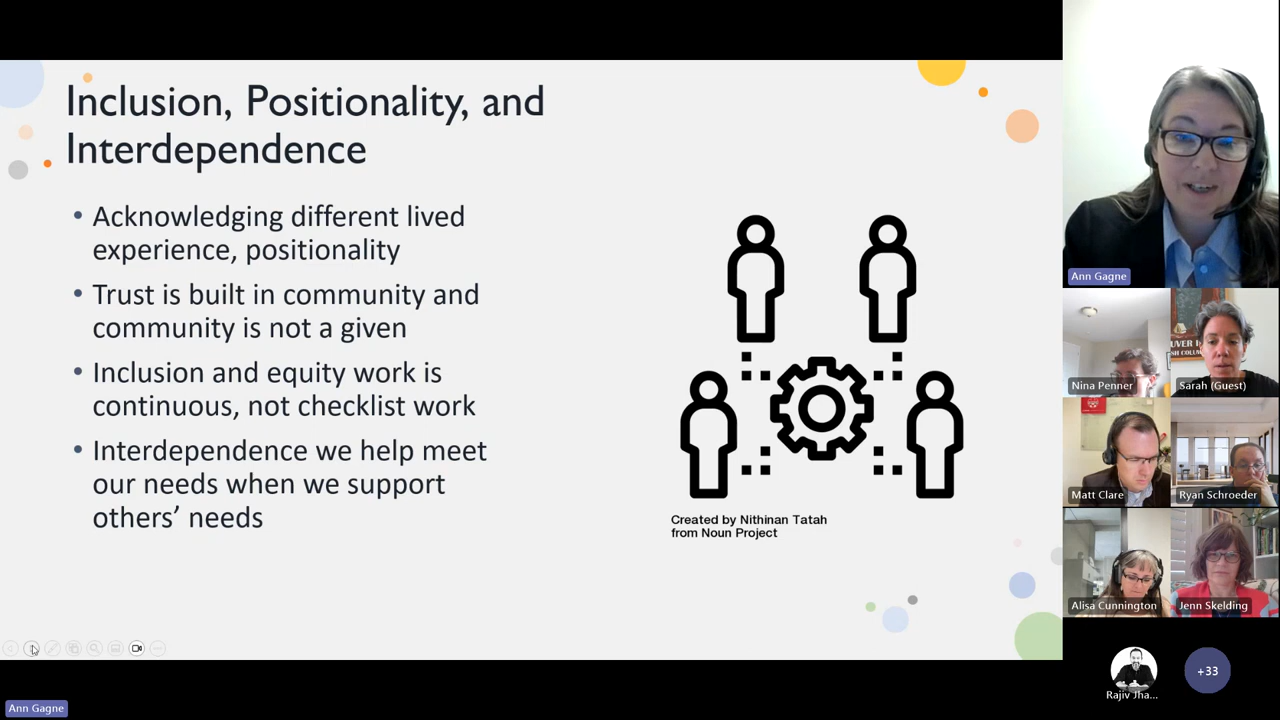 Inclusion, Positionality, and
Interdependence
• Acknowledging different lived
experience, positionality
• Trust is built in community and
community is not a given
• Inclusion and equity work is
continuous, not checklist work
• Interdependence we help meet
our needs when we support
others’ needs
Created by Nithinan Tatah
from Noun Project
Ann Gagne
Nina Penner
Sarah (Guest)
Matt Clare
Ryan Schroeder
Alisa Cunnington
Jenn Skelding
Rajiv Jha...
+33
Ann Gagne